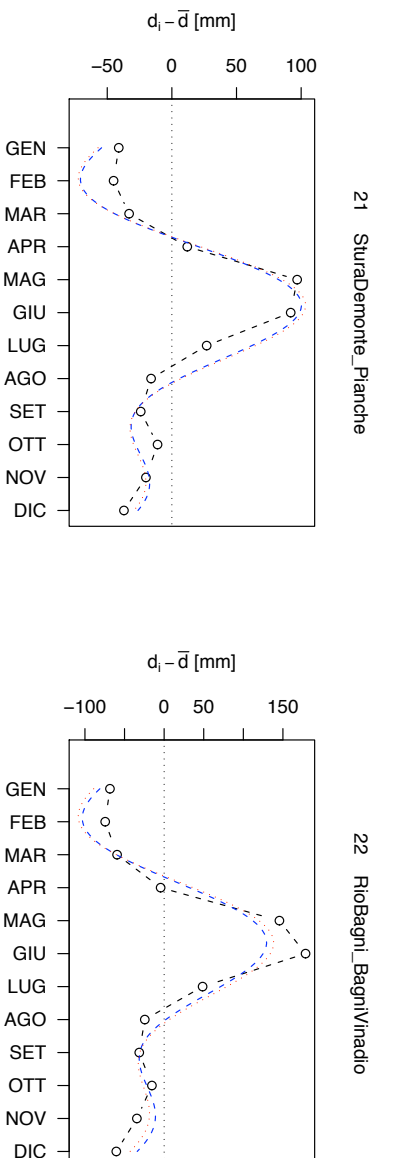 d_i − d̅ [mm]
−50 0 50 100
GEN
FEB
MAR
APR
MAG
GIU
LUG
AGO
SET
OTT
NOV
DIC
21 SturaDemonte_Pianche
d_i − d̅ [mm]
−100 0 50 150
GEN
FEB
MAR
APR
MAG
GIU
LUG
AGO
SET
OTT
NOV
DIC
22 RioBagni_BagniVinadio